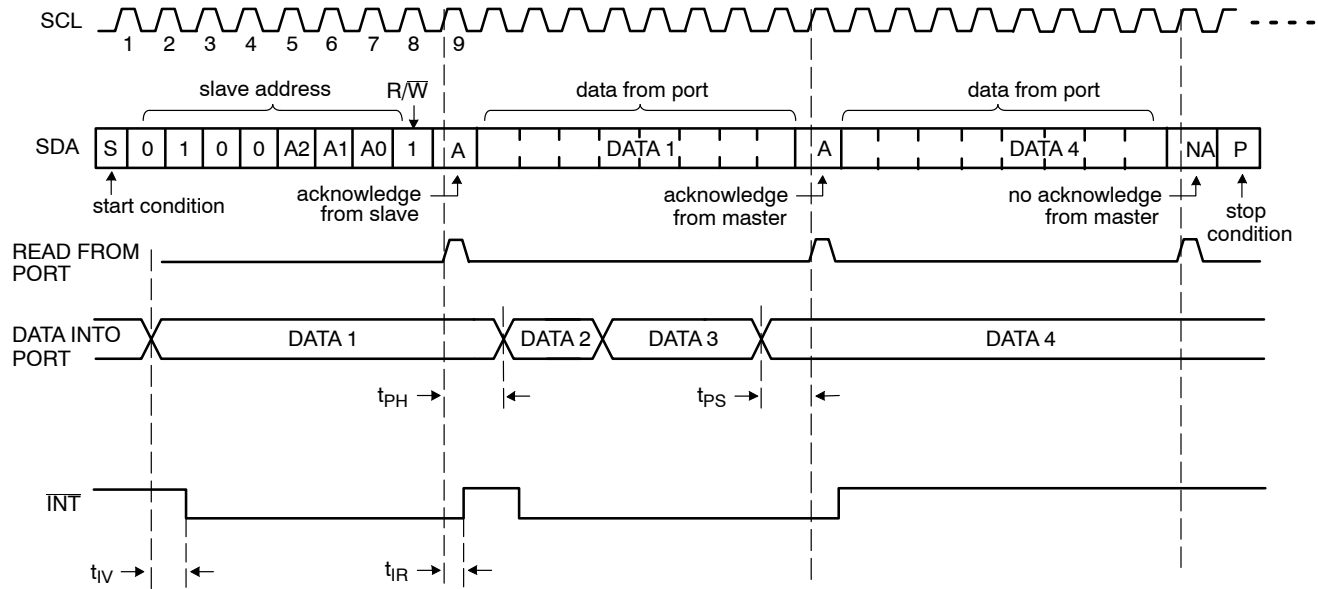 SCL
1 2 3 4 5 6 7 8 9
slave address R/W̅ data from port data from port
SDA S 0 1 0 0 A2 A1 A0 1 A DATA 1 A DATA 4 NA P
start condition
acknowledge
from slave
acknowledge
from master
no acknowledge
from master
stop
condition
READ FROM
PORT
DATA INTO
PORT
DATA 1 DATA 2 DATA 3 DATA 4
tPH tPS
I̅N̅T̅
tIV tIR